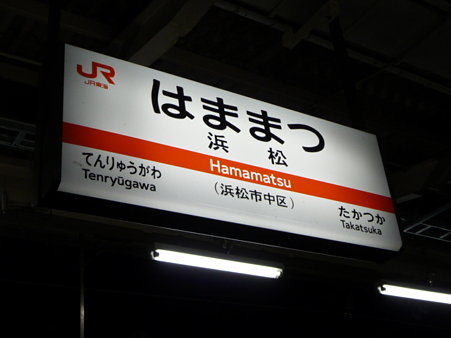 JR
JR東海
はままつ
浜松
Hamamatsu
(浜松市中区)
てんりゅうがわ
Tenryūgawa
たかつか
Takatsuka